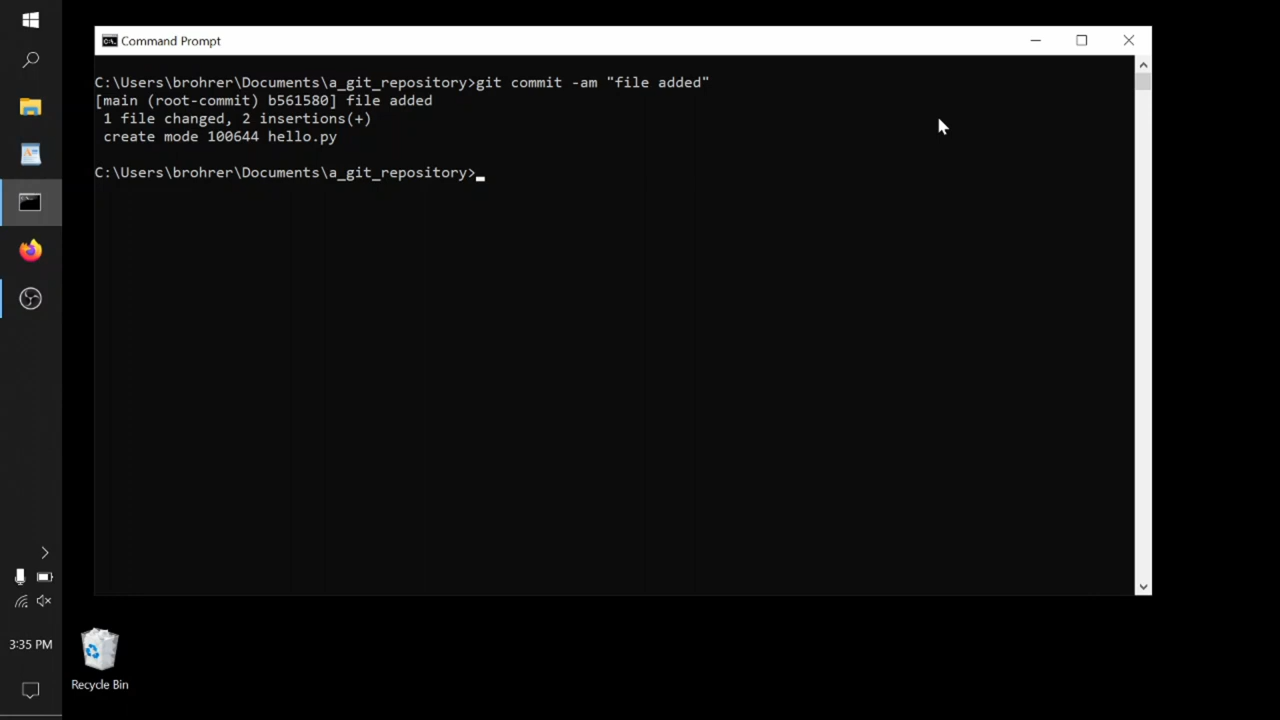 Command Prompt
C:\Users\brohrer\Documents\a_git_repository>git commit -am "file added"
[main (root-commit) b561580] file added
 1 file changed, 2 insertions(+)
 create mode 100644 hello.py
C:\Users\brohrer\Documents\a_git_repository>
3:35 PM
Recycle Bin